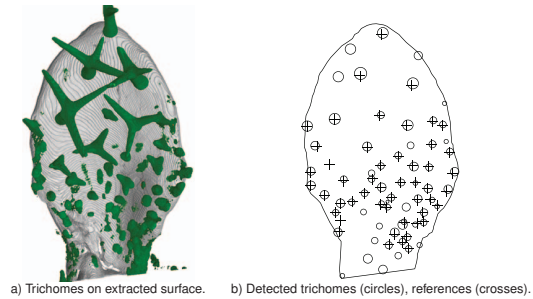 a) Trichomes on extracted surface.
b) Detected trichomes (circles), references (crosses).